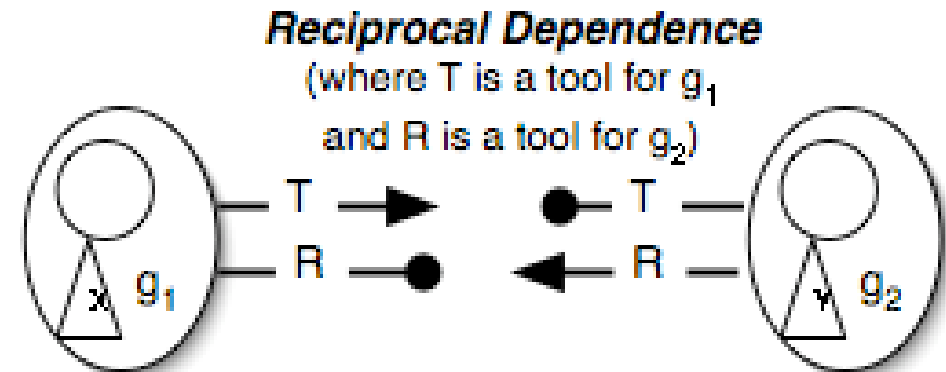 Reciprocal Dependence
(where T is a tool for g₁
and R is a tool for g₂)
T T
R R
X g₁ Y g₂